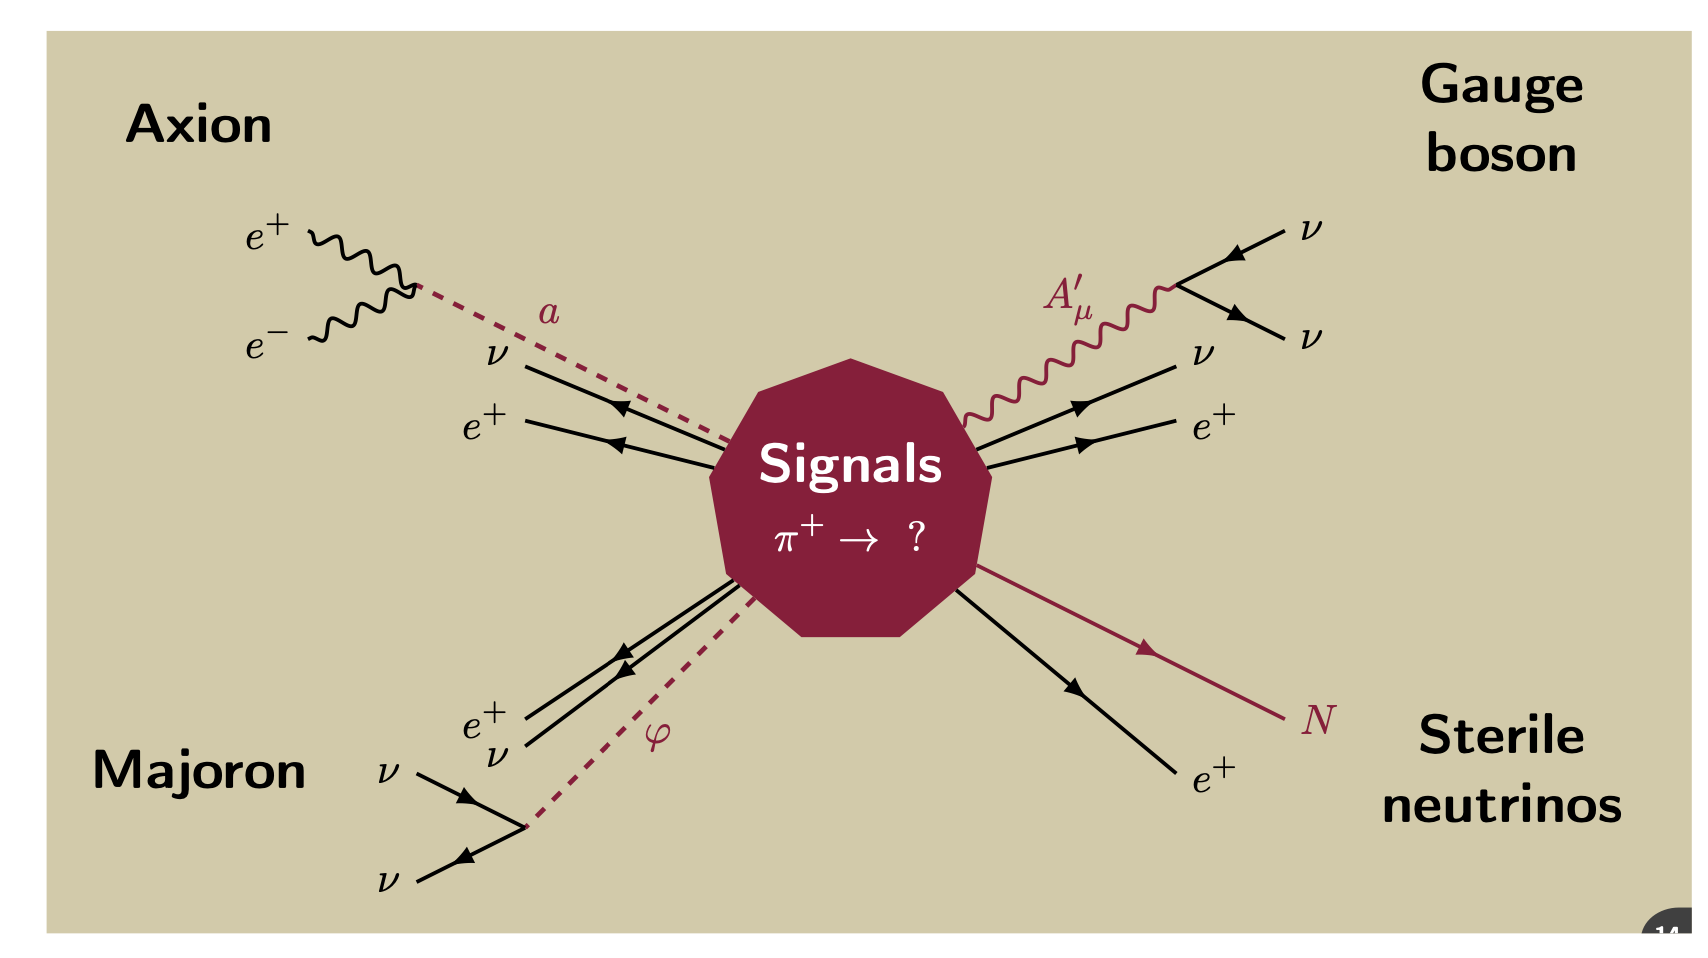 Axion
Gauge
boson
e⁺
e⁻
a
ν
e⁺
A′μ
ν
ν
ν
e⁺
Signals
π⁺ → ?
e⁺
ν
φ
Majoron
ν
ν
N
e⁺
Sterile
neutrinos